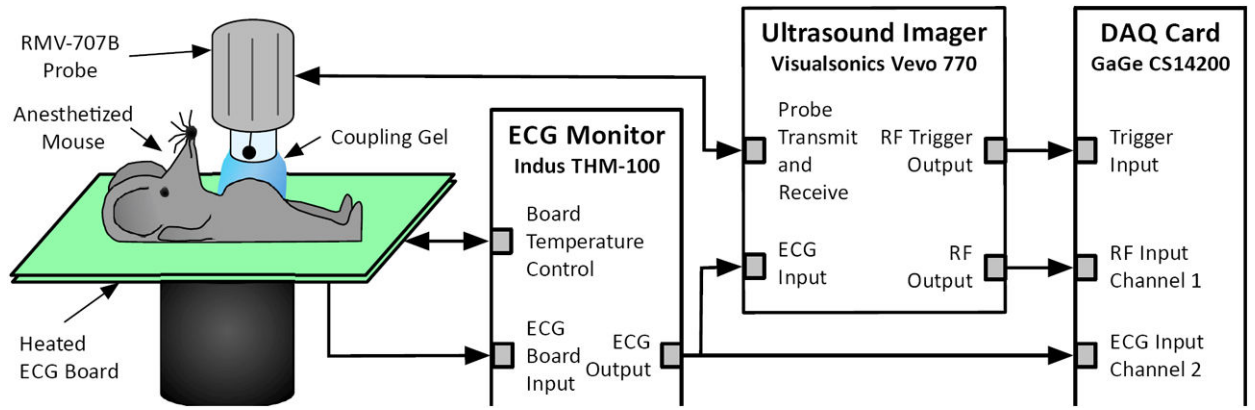 RMV-707B
Probe
Anesthetized
Mouse
Coupling Gel
Heated
ECG Board
ECG Monitor
Indus THM-100
Board
Temperature
Control
ECG
Board
Input
ECG
Output
Ultrasound Imager
Visualsonics Vevo 770
Probe
Transmit
and
Receive
RF Trigger
Output
ECG
Input
RF
Output
DAQ Card
GaGe CS14200
Trigger
Input
RF Input
Channel 1
ECG Input
Channel 2